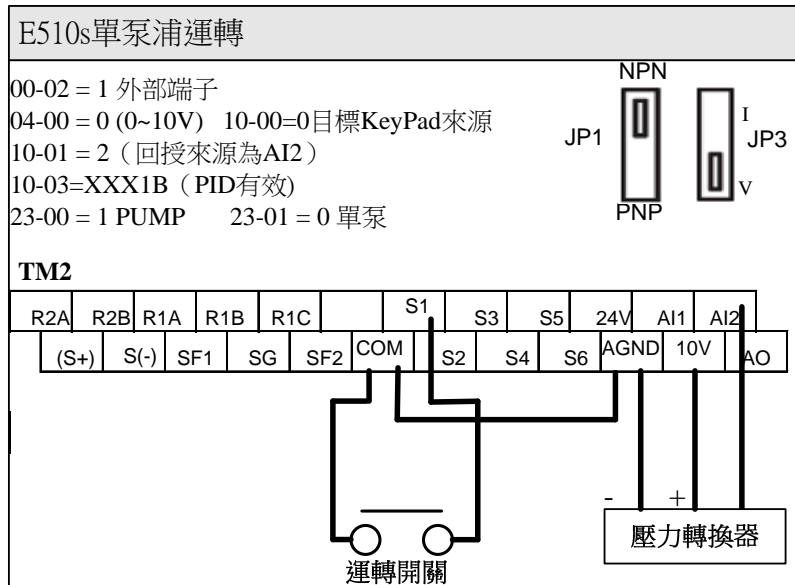 E510s單泵浦運轉
NPN
00-02 = 1 外部端子
04-00 = 0 (0~10V) 10-00=0目標KeyPad來源
I
JP1
JP3
10-01 = 2（回授來源為AI2）
10-03=XXX1B（PID有效)
V
23-00 = 1 PUMP 23-01 = 0 單泵
PNP
TM2
R2A R2B R1A R1B R1C S1 S3 S5 24V AI1 AI2
(S+) S(-) SF1 SG SF2 COM S2 S4 S6 AGND 10V AO
- +
壓力轉換器
運轉開關